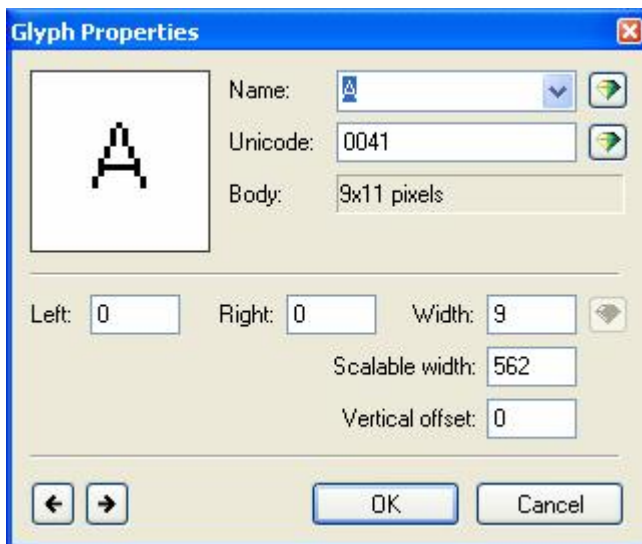 Glyph Properties
A
Name: A
Unicode: 0041
Body: 9x11 pixels
Left: 0 Right: 0 Width: 9
Scalable width: 562
Vertical offset: 0
OK Cancel